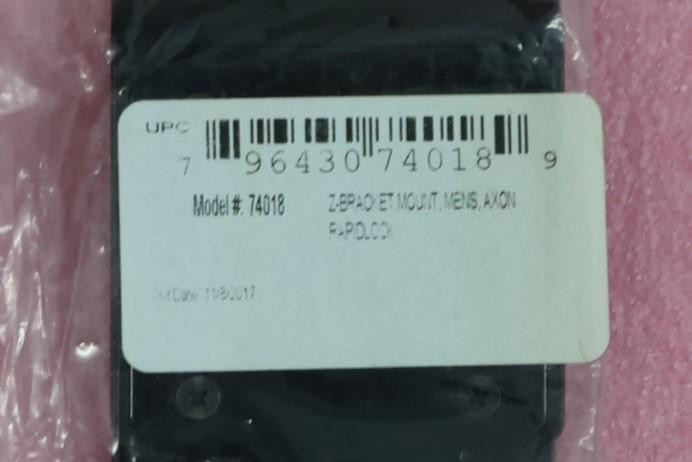 UPC
7 96430 74018 9
Model #: 74018 Z-BRACKET MOUNT, MENS, AXON
RAPIDLOCK
Date: 11/8/2017